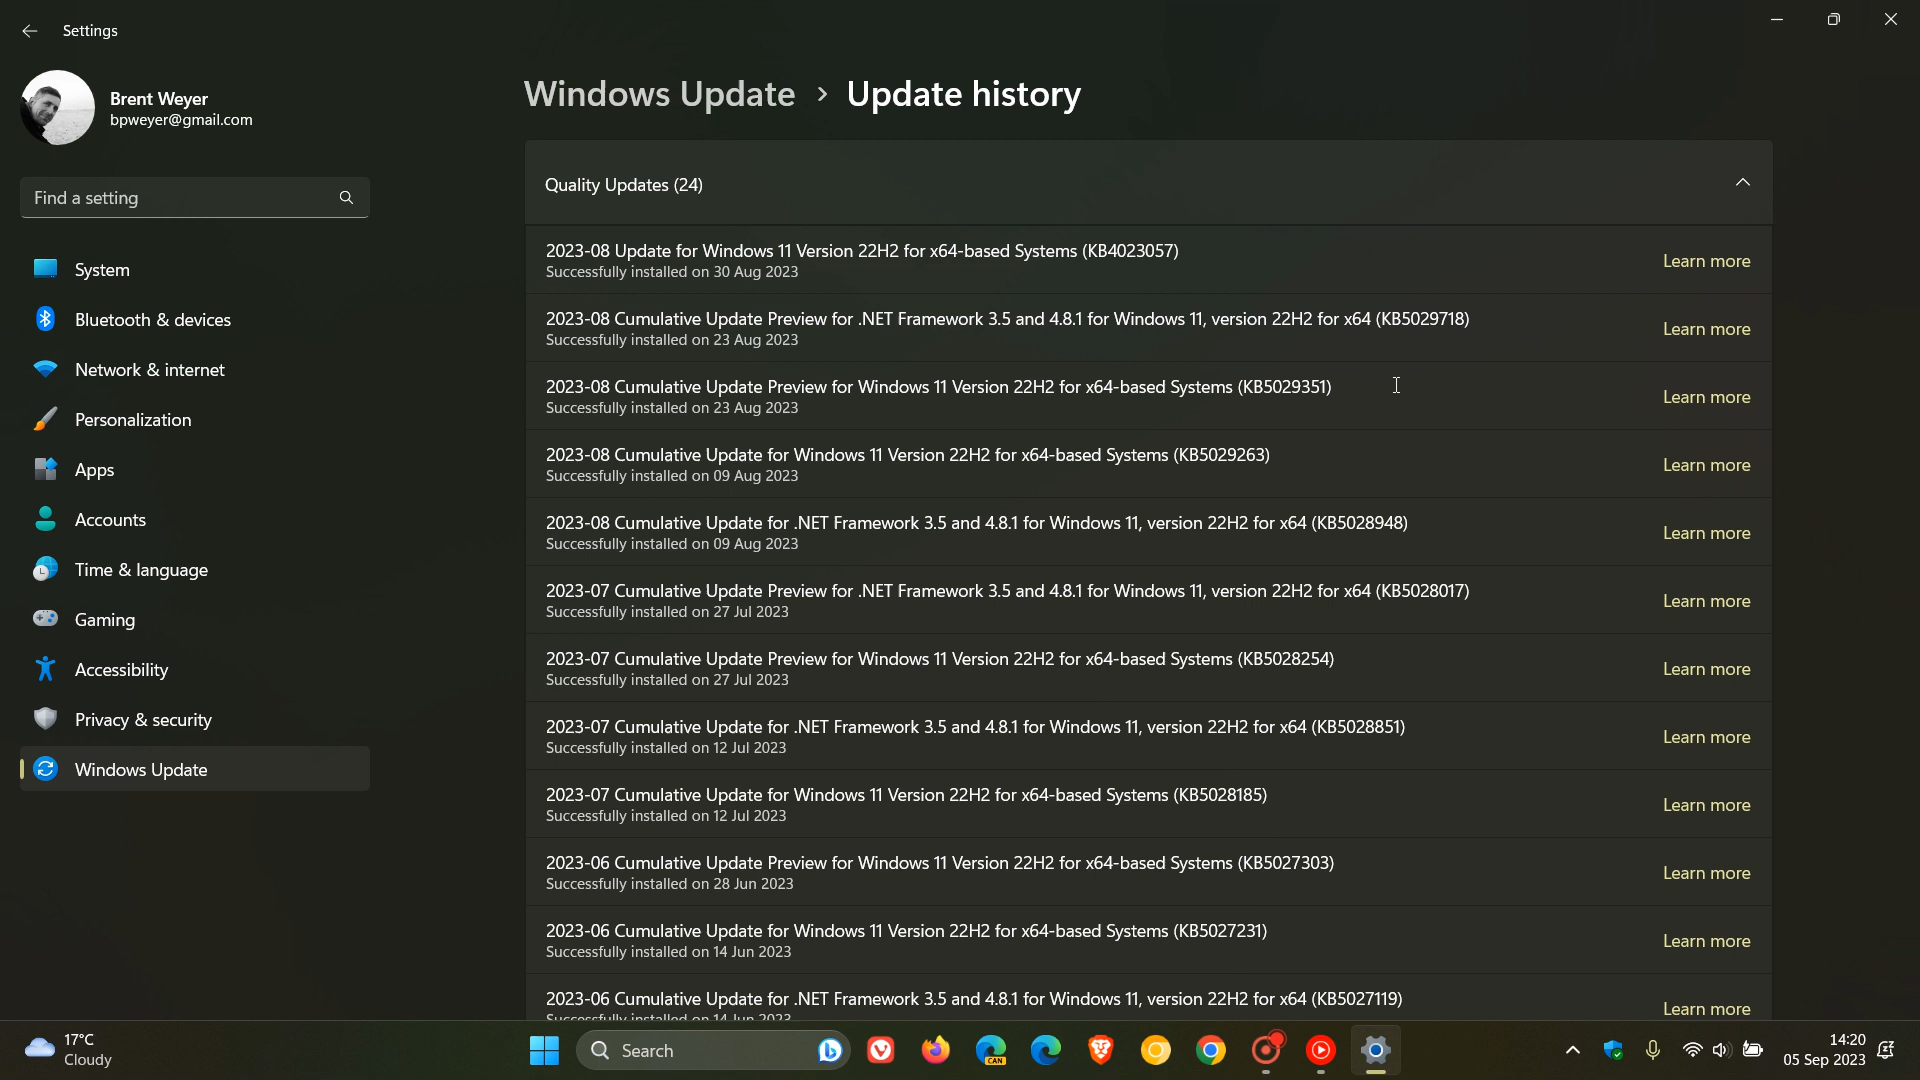 Settings
Brent Weyer
bpweyer@gmail.com
Find a setting
System
Bluetooth & devices
Network & internet
Personalization
Apps
Accounts
Time & language
Gaming
Accessibility
Privacy & security
Windows Update
Windows Update > Update history
Quality Updates (24)
2023-08 Update for Windows 11 Version 22H2 for x64-based Systems (KB4023057)
Successfully installed on 30 Aug 2023
Learn more
2023-08 Cumulative Update Preview for .NET Framework 3.5 and 4.8.1 for Windows 11, version 22H2 for x64 (KB5029718)
Successfully installed on 23 Aug 2023
Learn more
2023-08 Cumulative Update Preview for Windows 11 Version 22H2 for x64-based Systems (KB5029351)
Successfully installed on 23 Aug 2023
Learn more
2023-08 Cumulative Update for Windows 11 Version 22H2 for x64-based Systems (KB5029263)
Successfully installed on 09 Aug 2023
Learn more
2023-08 Cumulative Update for .NET Framework 3.5 and 4.8.1 for Windows 11, version 22H2 for x64 (KB5028948)
Successfully installed on 09 Aug 2023
Learn more
2023-07 Cumulative Update Preview for .NET Framework 3.5 and 4.8.1 for Windows 11, version 22H2 for x64 (KB5028017)
Successfully installed on 27 Jul 2023
Learn more
2023-07 Cumulative Update Preview for Windows 11 Version 22H2 for x64-based Systems (KB5028254)
Successfully installed on 27 Jul 2023
Learn more
2023-07 Cumulative Update for .NET Framework 3.5 and 4.8.1 for Windows 11, version 22H2 for x64 (KB5028851)
Successfully installed on 12 Jul 2023
Learn more
2023-07 Cumulative Update for Windows 11 Version 22H2 for x64-based Systems (KB5028185)
Successfully installed on 12 Jul 2023
Learn more
2023-06 Cumulative Update Preview for Windows 11 Version 22H2 for x64-based Systems (KB5027303)
Successfully installed on 28 Jun 2023
Learn more
2023-06 Cumulative Update for Windows 11 Version 22H2 for x64-based Systems (KB5027231)
Successfully installed on 14 Jun 2023
Learn more
2023-06 Cumulative Update for .NET Framework 3.5 and 4.8.1 for Windows 11, version 22H2 for x64 (KB5027119)
Successfully installed on 14 Jun 2023
Learn more
17°C
Cloudy
Search
CAN
14:20
05 Sep 2023